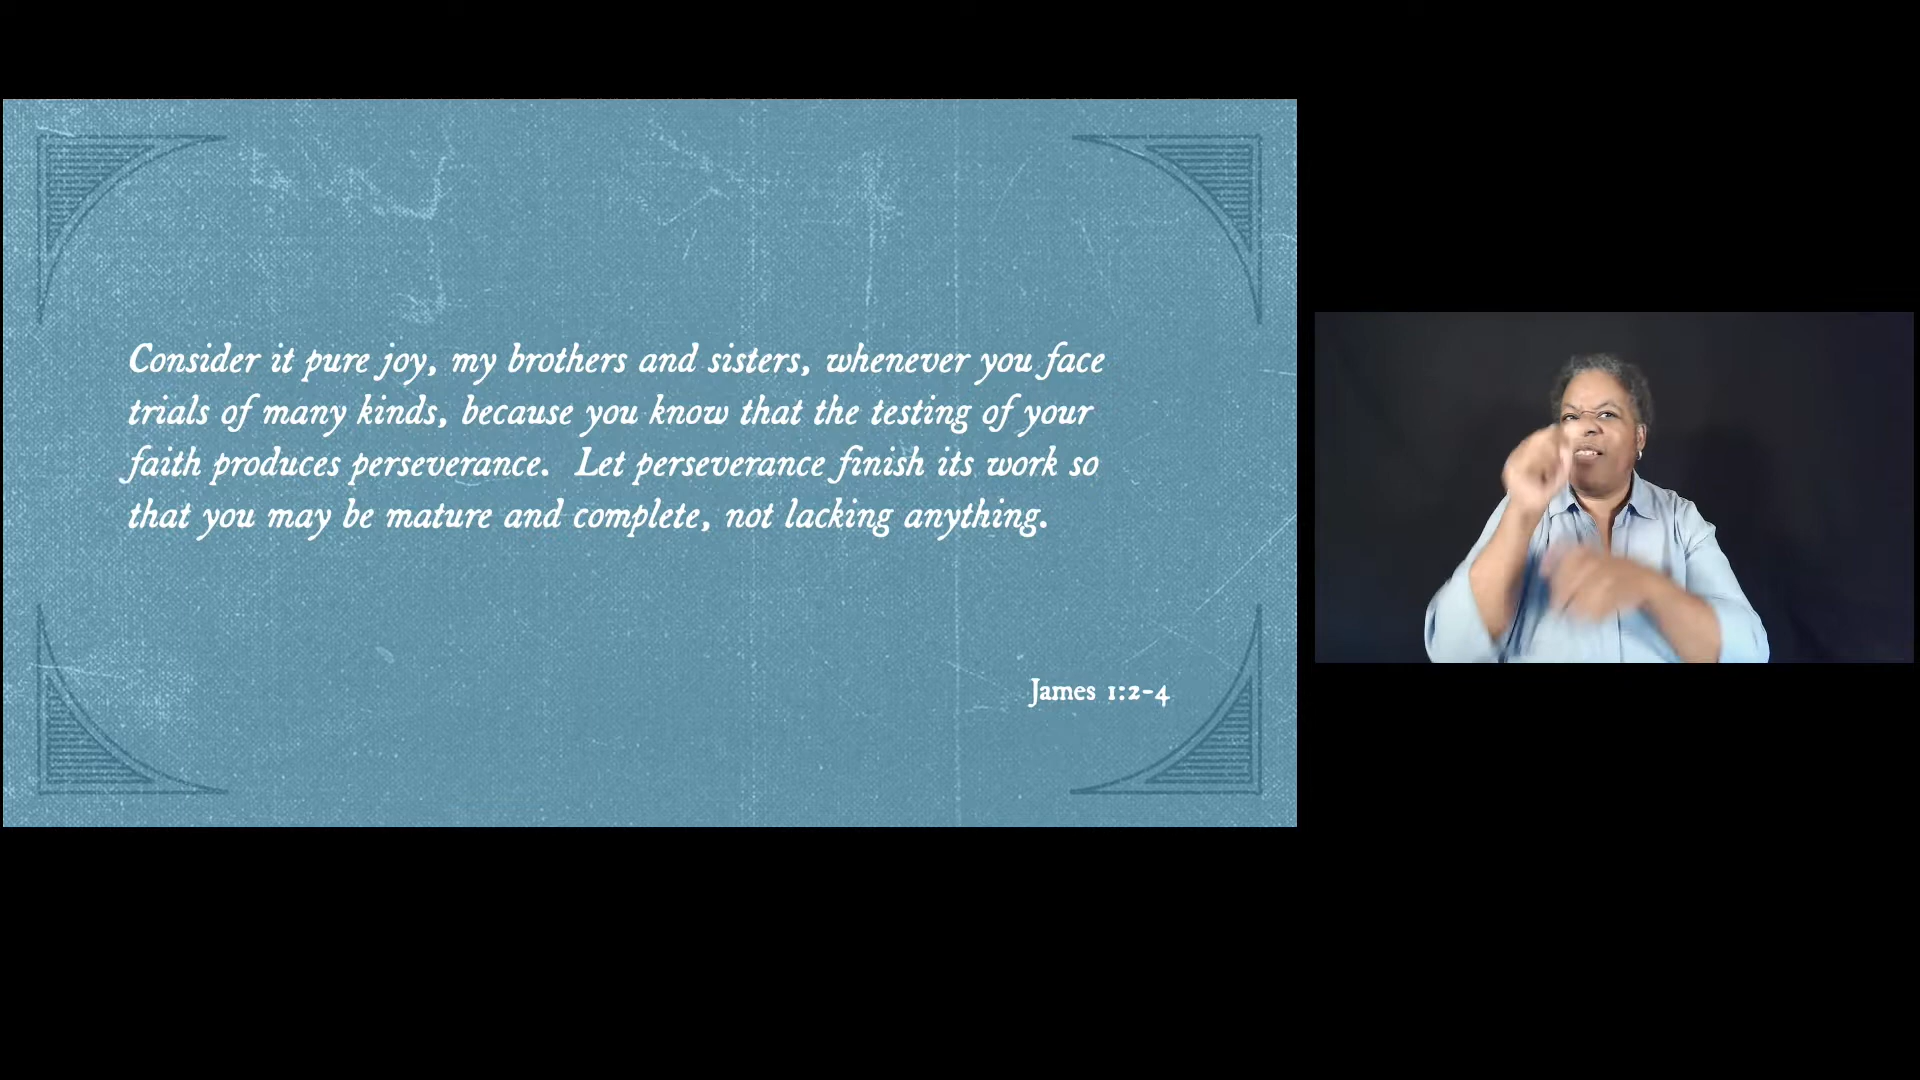 Consider it pure joy, my brothers and sisters, whenever you face
trials of many kinds, because you know that the testing of your
faith produces perseverance.  Let perseverance finish its work so
that you may be mature and complete, not lacking anything.
James 1:2-4